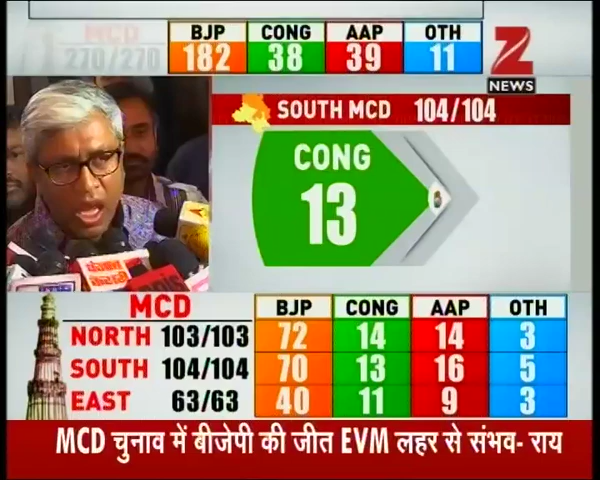 MCD
270/270
BJP CONG AAP OTH
182 38 39 11
ZEE
NEWS
SOUTH MCD 104/104
CONG
13
MCD BJP CONG AAP OTH
NORTH 103/103 72 14 14 3
SOUTH 104/104 70 13 16 5
EAST 63/63 40 11 9 3
MCD चुनाव में बीजेपी की जीत EVM लहर से संभव- राय